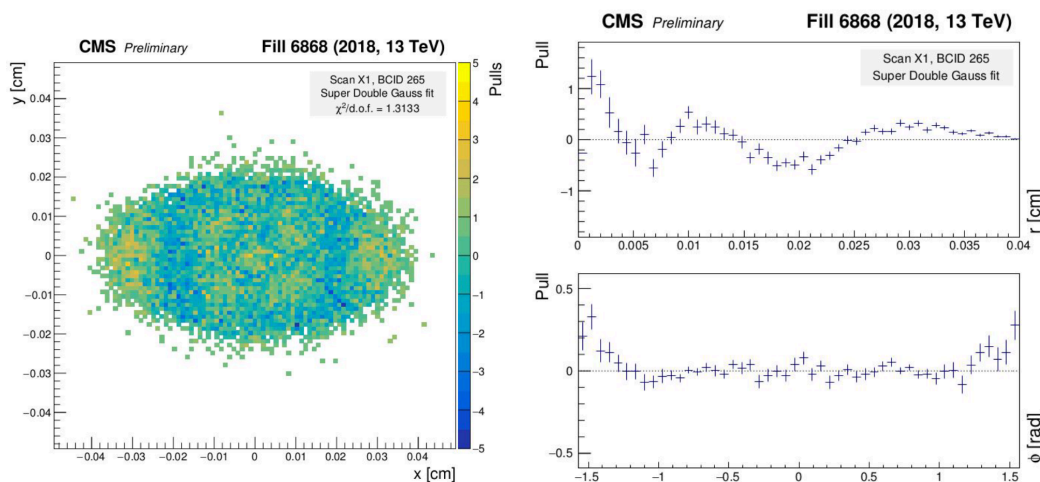 CMS Preliminary Fill 6868 (2018, 13 TeV)
y [cm]
Scan X1, BCID 265
Super Double Gauss fit
χ²/d.o.f. = 1.3133
Pulls
0.04
0.03
0.02
0.01
0
−0.01
−0.02
−0.03
−0.04
5
4
3
2
1
0
−1
−2
−3
−4
−5
−0.04 −0.03 −0.02 −0.01 0 0.01 0.02 0.03 0.04
x [cm]
CMS Preliminary Fill 6868 (2018, 13 TeV)
Pull
Scan X1, BCID 265
Super Double Gauss fit
1
0
−1
r [cm]
0 0.005 0.01 0.015 0.02 0.025 0.03 0.035 0.04
Pull
0.5
0
−0.5
ϕ [rad]
−1.5 −1 −0.5 0 0.5 1 1.5